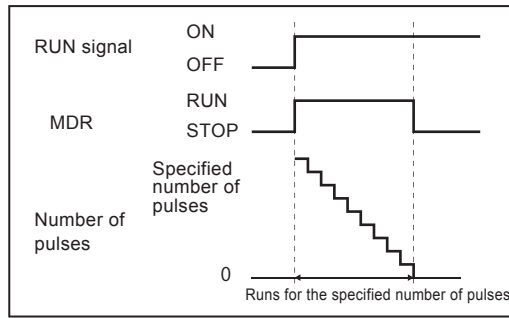 RUN signal
ON
OFF
MDR
RUN
STOP
Number of
pulses
Specified
number of
pulses
0
Runs for the specified number of pulses